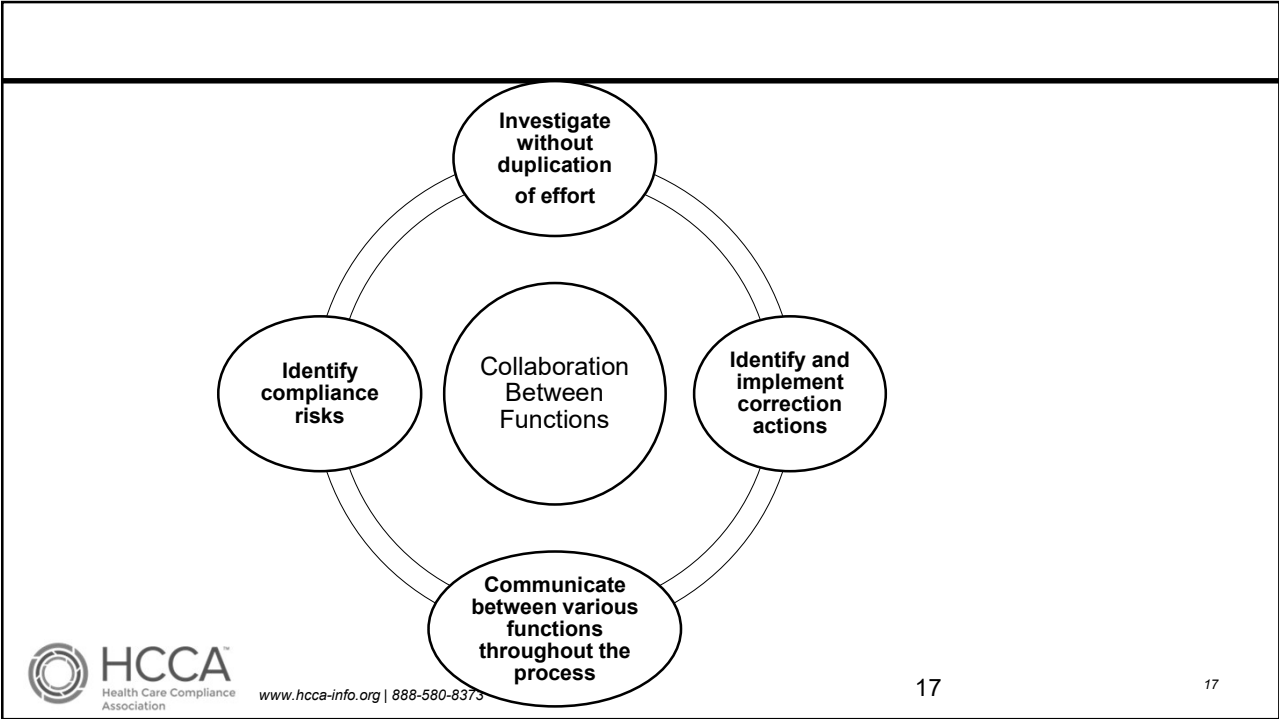 Investigate
without
duplication
of effort
Identify
compliance
risks
Collaboration
Between
Functions
Identify and
implement
correction
actions
Communicate
between various
functions
throughout the
process
HCCA™
Health Care Compliance
Association
www.hcca-info.org | 888-580-8373
17
17